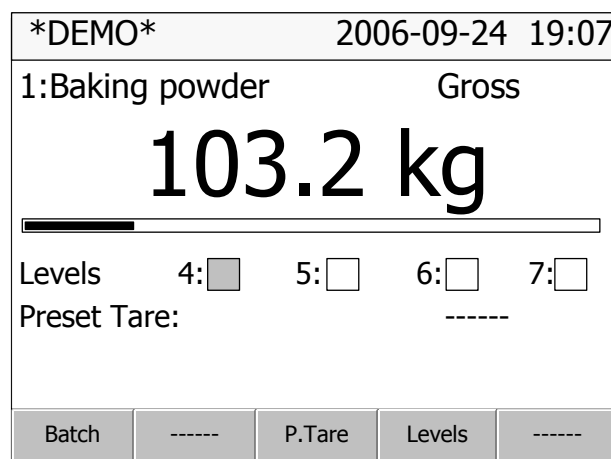 *DEMO* 2006-09-24 19:07
1:Baking powder Gross
103.2 kg
Levels 4: 5: 6: 7:
Preset Tare: ------
Batch ------ P.Tare Levels ------